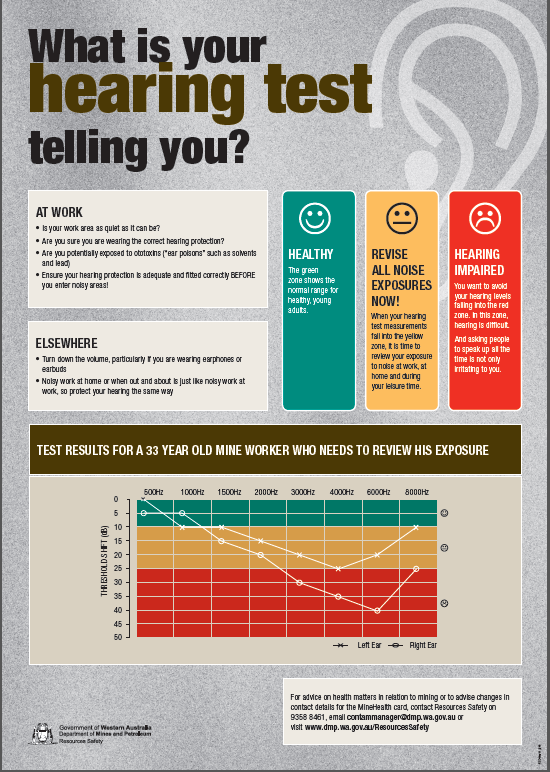 What is your
hearing test
telling you?
AT WORK
• Is your work area as quiet as it can be?
• Are you sure you are wearing the correct hearing protection?
• Are you potentially exposed to ototoxins ("ear poisons" such as solvents
and lead)
• Ensure your hearing protection is adequate and fitted correctly BEFORE
you enter noisy areas!
ELSEWHERE
• Turn down the volume, particularly if you are wearing earphones or
earbuds
• Noisy work at home or when out and about is just like noisy work at
work, so protect your hearing the same way
HEALTHY
The green
zone shows the
normal range for
healthy, young
adults.
REVISE
ALL NOISE
EXPOSURES
NOW!
When your hearing
test measurements
fall into the yellow
zone, it is time to
review your exposure
to noise at work, at
home and during
your leisure time.
HEARING
IMPAIRED
You want to avoid
your hearing levels
falling into the red
zone. In this zone,
hearing is difficult.
And asking people
to speak up all the
time is not only
irritating to you.
TEST RESULTS FOR A 33 YEAR OLD MINE WORKER WHO NEEDS TO REVIEW HIS EXPOSURE
500Hz 1000Hz 1500Hz 2000Hz 3000Hz 4000Hz 6000Hz 8000Hz
THRESHOLD SHIFT (dB)
0
5
10
15
20
25
30
35
40
45
50
Left Ear Right Ear
For advice on health matters in relation to mining or to advise changes in
contact details for the MineHealth card, contact Resources Safety on
9358 8461, email contammanager@dmp.wa.gov.au or
visit www.dmp.wa.gov.au/ResourcesSafety
Government of Western Australia
Department of Mines and Petroleum
Resources Safety